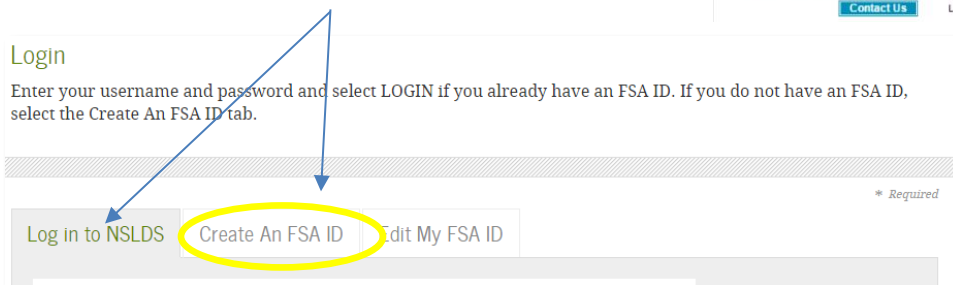 Contact Us
Login
Enter your username and password and select LOGIN if you already have an FSA ID. If you do not have an FSA ID,
select the Create An FSA ID tab.
* Required
Log in to NSLDS Create An FSA ID Edit My FSA ID